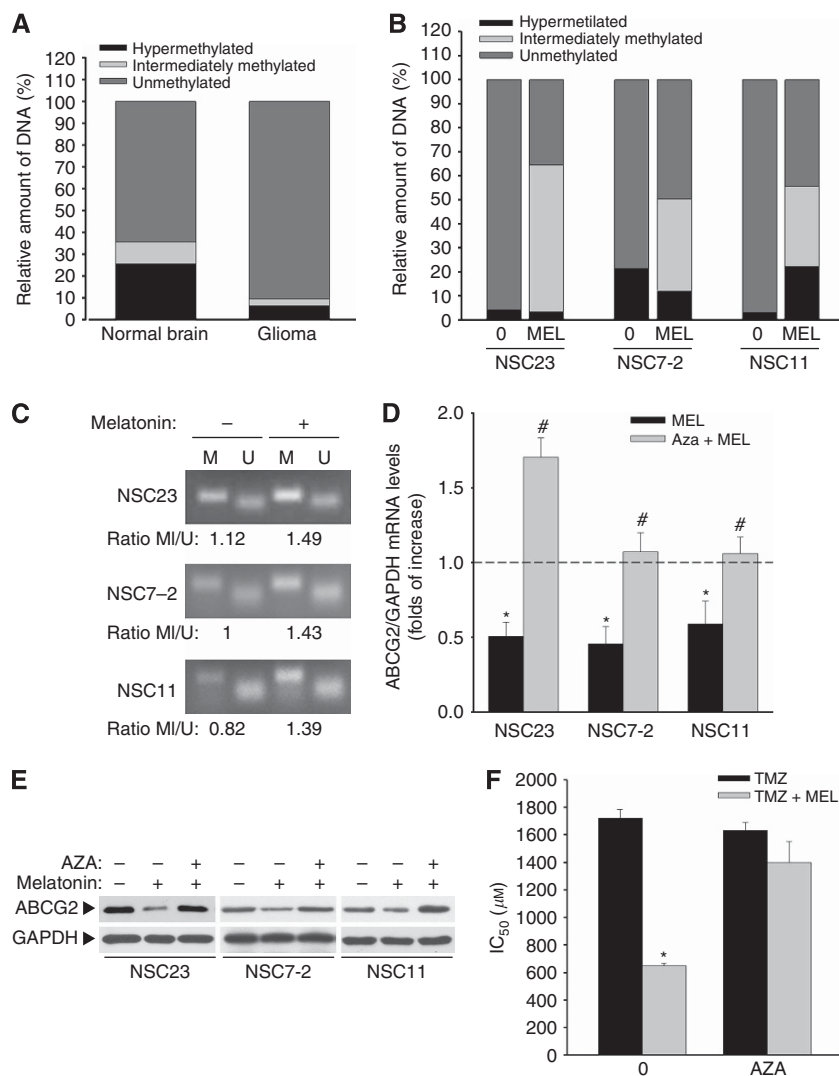 A
Hypermethylated
Intermediately methylated
Unmethylated
Relative amount of DNA (%)
120
110
100
90
80
70
60
50
40
30
20
10
0
Normal brain Glioma
B
Hypermetilated
Intermediately methylated
Unmethylated
Relative amount of DNA (%)
120
110
100
90
80
70
60
50
40
30
20
10
0
0 MEL 0 MEL 0 MEL
NSC23 NSC7-2 NSC11
C
Melatonin: – +
M U M U
NSC23
Ratio Ml/U: 1.12 1.49
NSC7–2
Ratio Ml/U: 1 1.43
NSC11
Ratio Ml/U: 0.82 1.39
D
MEL
Aza + MEL
ABCG2/GAPDH mRNA levels
(folds of increase)
2.0
1.5
1.0
0.5
0.0
# # #
* * *
NSC23 NSC7-2 NSC11
E
AZA: – – + – – + – – +
Melatonin: – + + – + + – + +
ABCG2
GAPDH
NSC23 NSC7-2 NSC11
F
TMZ
TMZ + MEL
IC50 (μM)
2000
1800
1600
1400
1200
1000
800
600
400
200
0
*
0 AZA